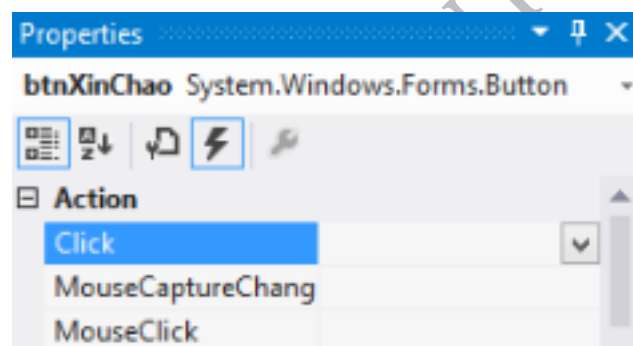 Properties
btnXinChao System.Windows.Forms.Button
Action
Click
MouseCaptureChang
MouseClick